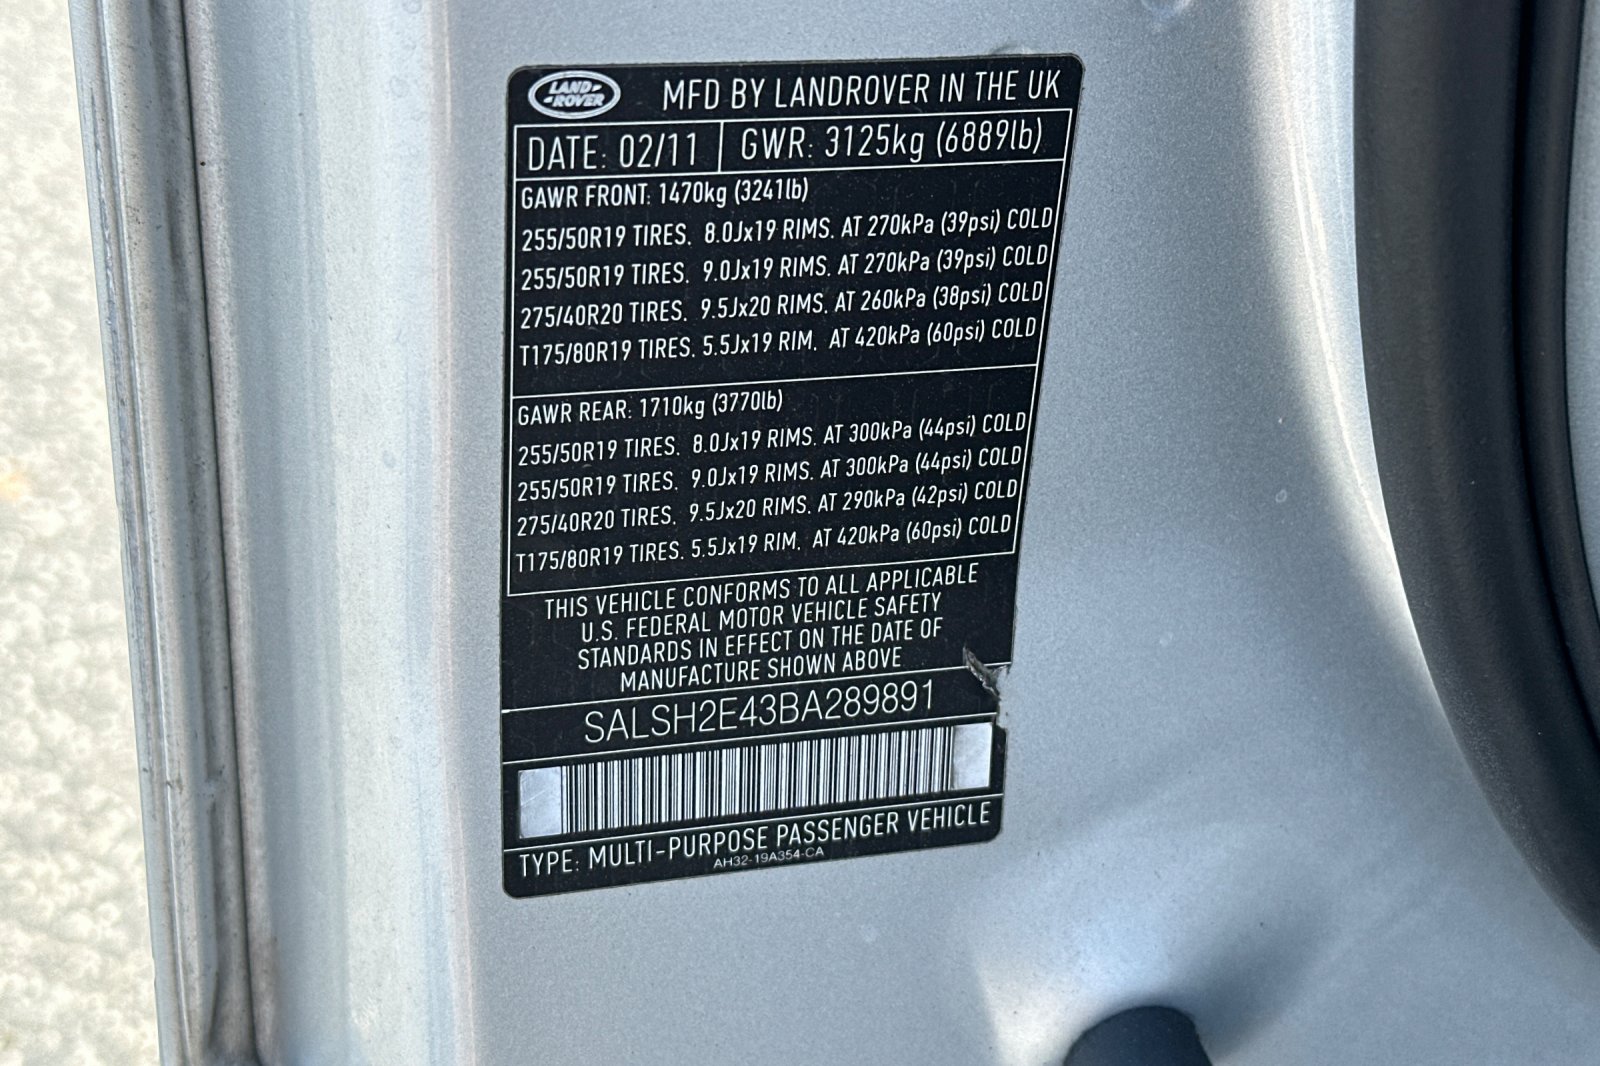 LAND-
-ROVER
MFD BY LANDROVER IN THE UK
DATE: 02/11 GWR: 3125kg (6889lb)
GAWR FRONT: 1470kg (3241lb)
255/50R19 TIRES. 8.0Jx19 RIMS. AT 270kPa (39psi) COLD
255/50R19 TIRES. 9.0Jx19 RIMS. AT 270kPa (39psi) COLD
275/40R20 TIRES. 9.5Jx20 RIMS. AT 260kPa (38psi) COLD
T175/80R19 TIRES. 5.5Jx19 RIM. AT 420kPa (60psi) COLD
GAWR REAR: 1710kg (3770lb)
255/50R19 TIRES. 8.0Jx19 RIMS. AT 300kPa (44psi) COLD
255/50R19 TIRES. 9.0Jx19 RIMS. AT 300kPa (44psi) COLD
275/40R20 TIRES. 9.5Jx20 RIMS. AT 290kPa (42psi) COLD
T175/80R19 TIRES. 5.5Jx19 RIM. AT 420kPa (60psi) COLD
THIS VEHICLE CONFORMS TO ALL APPLICABLE
U.S. FEDERAL MOTOR VEHICLE SAFETY
STANDARDS IN EFFECT ON THE DATE OF
MANUFACTURE SHOWN ABOVE
SALSH2E43BA289891
TYPE: MULTI-PURPOSE PASSENGER VEHICLE
AH32-19A354-CA